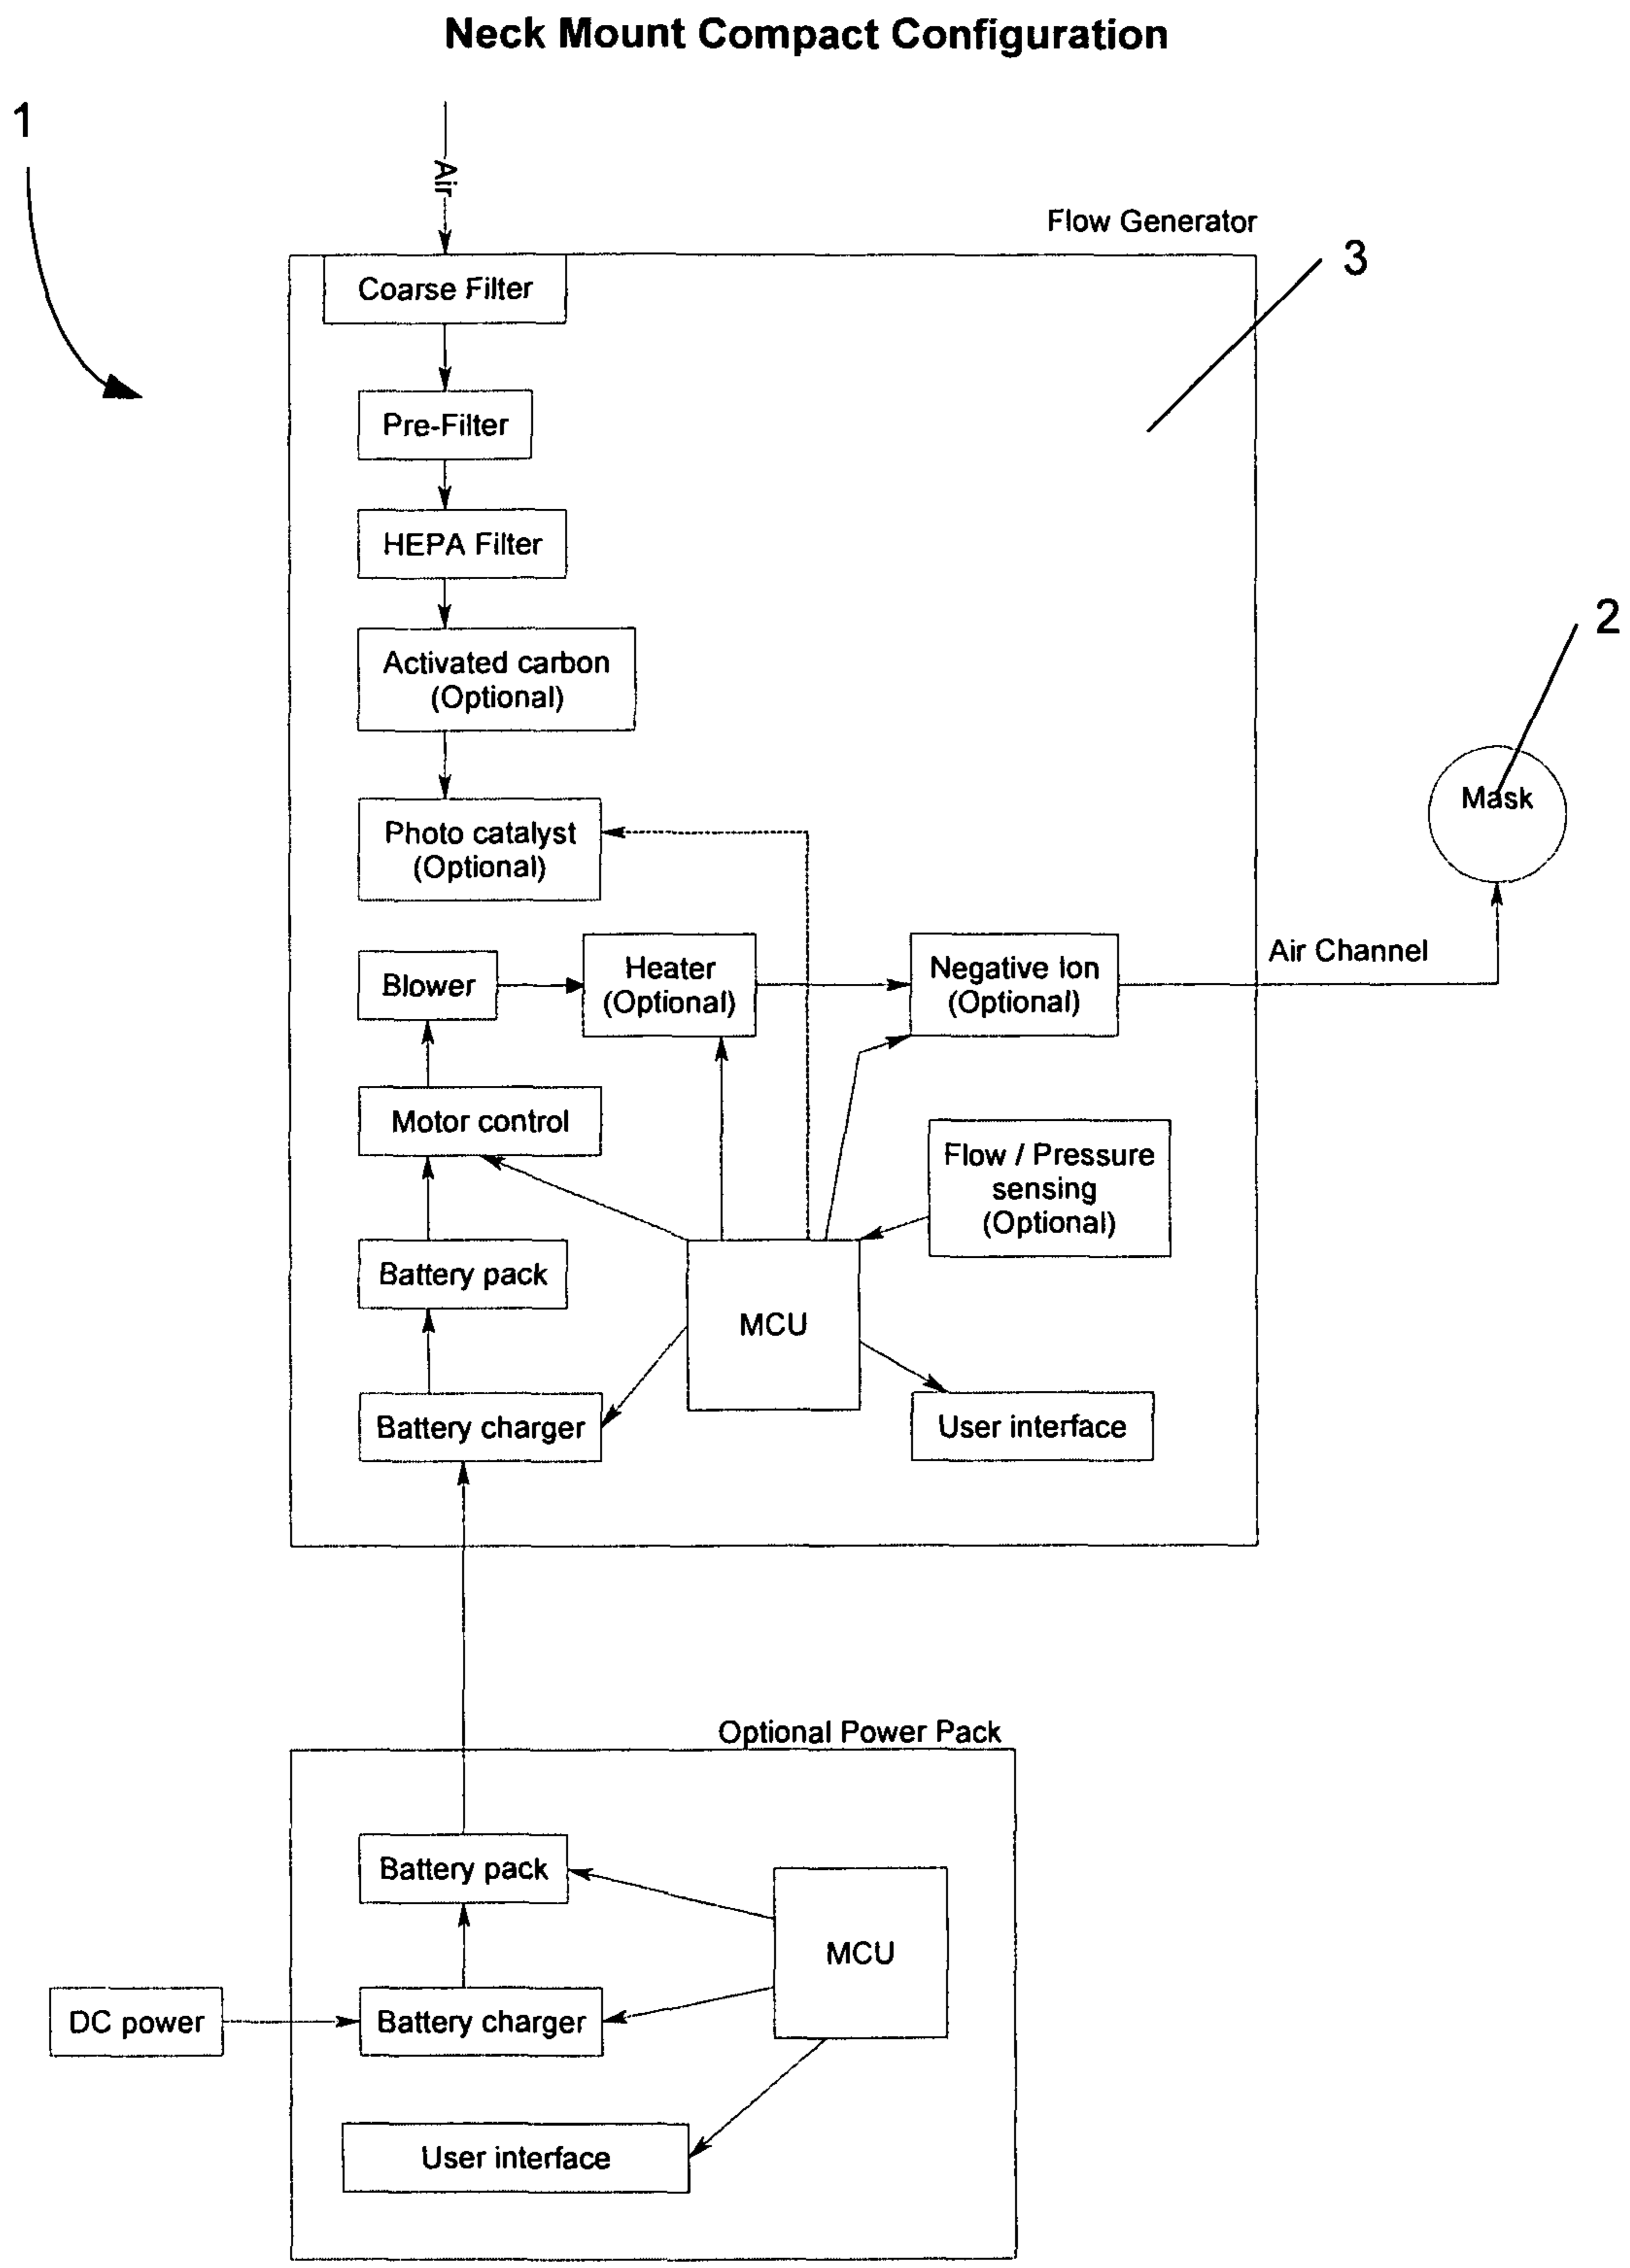 Neck Mount Compact Configuration
1
Air
Flow Generator
3
Coarse Filter
Pre-Filter
HEPA Filter
Activated carbon
(Optional)
2
Mask
Photo catalyst
(Optional)
Blower
Heater
(Optional)
Negative Ion
(Optional)
Air Channel
Motor control
Flow / Pressure
sensing
(Optional)
Battery pack
MCU
Battery charger
User interface
Optional Power Pack
Battery pack
MCU
DC power
Battery charger
User interface